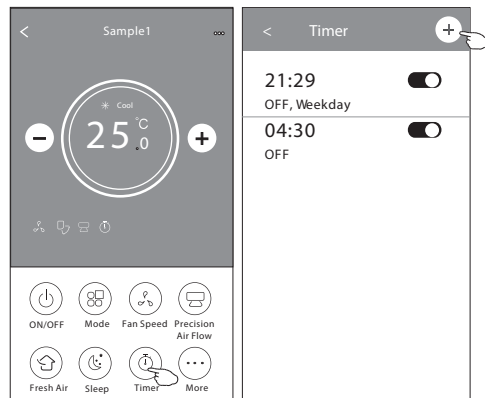 < Sample1 ...
Cool
25.0 °C
ON/OFF Mode Fan Speed Precision Air Flow
Fresh Air Sleep Timer More
< Timer +
21:29
OFF, Weekday
04:30
OFF